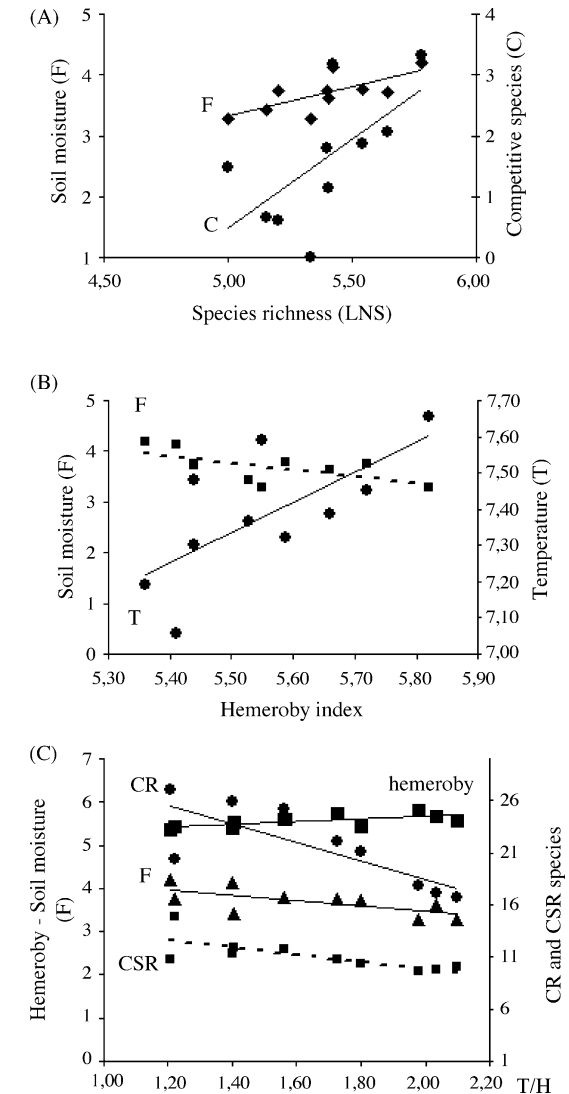 (A)
5
4
3
2
1
Soil moisture (F)
F
C
4
3
2
1
0
Competitive species (C)
4,50 5,00 5,50 6,00
Species richness (LNS)
(B)
5
4
3
2
1
0
Soil moisture (F)
F
T
7,70
7,60
7,50
7,40
7,30
7,20
7,10
7,00
Temperature (T)
5,30 5,40 5,50 5,60 5,70 5,80 5,90
Hemeroby index
(C)
7
6
5
4
3
2
1
0
Hemeroby - Soil moisture
(F)
CR
hemeroby
F
CSR
26
21
16
11
6
1
CR and CSR species
1,00 1,20 1,40 1,60 1,80 2,00 2,20
T/H